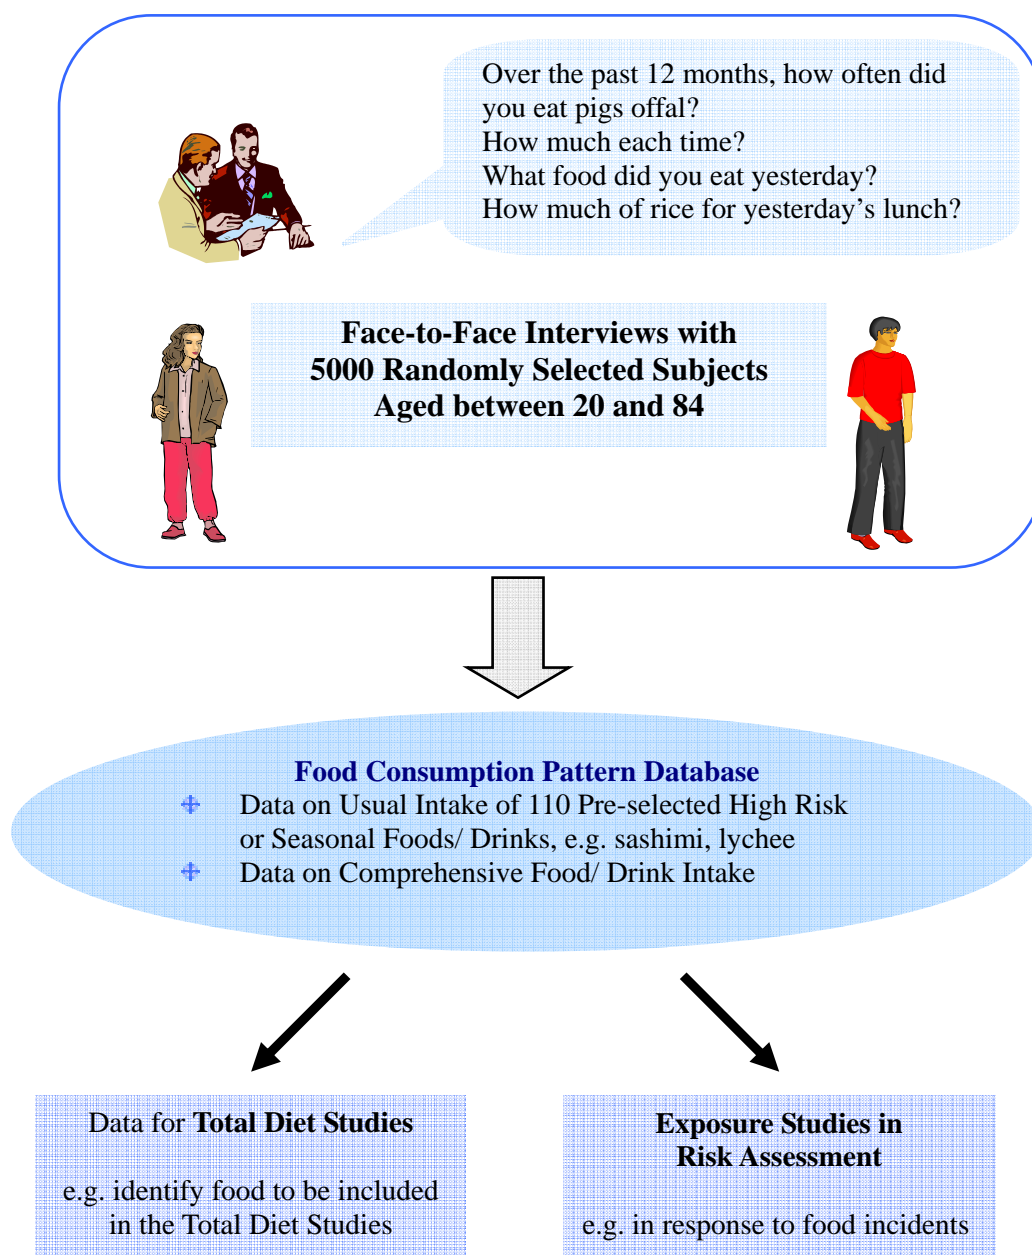 Over the past 12 months, how often did
you eat pigs offal?
How much each time?
What food did you eat yesterday?
How much of rice for yesterday's lunch?
Face-to-Face Interviews with
5000 Randomly Selected Subjects
Aged between 20 and 84
Food Consumption Pattern Database
Data on Usual Intake of 110 Pre-selected High Risk
or Seasonal Foods/ Drinks, e.g. sashimi, lychee
Data on Comprehensive Food/ Drink Intake
Data for Total Diet Studies
e.g. identify food to be included
in the Total Diet Studies
Exposure Studies in
Risk Assessment
e.g. in response to food incidents